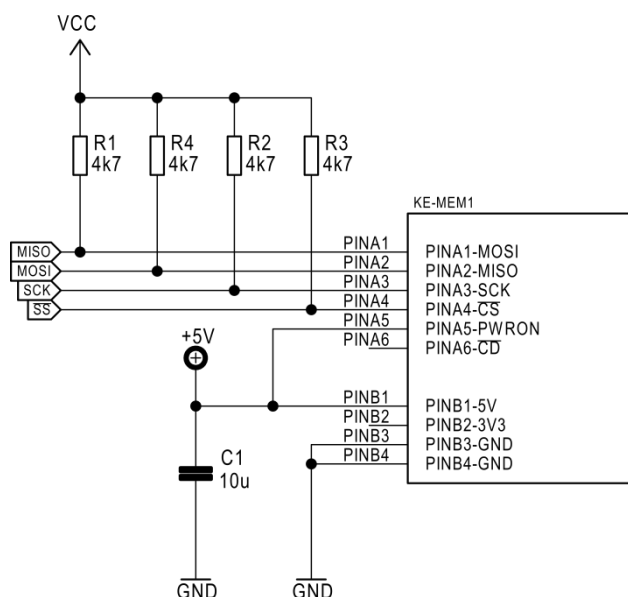 VCC
R1
4k7
R4
4k7
R2
4k7
R3
4k7
KE-MEM1
MISO
MOSI
SCK
SS
PINA1
PINA2
PINA3
PINA4
PINA5
PINA6
PINA1-MOSI
PINA2-MISO
PINA3-SCK
PINA4-CS
PINA5-PWRON
PINA6-CD
+5V
PINB1
PINB2
PINB3
PINB4
PINB1-5V
PINB2-3V3
PINB3-GND
PINB4-GND
C1
10u
GND
GND